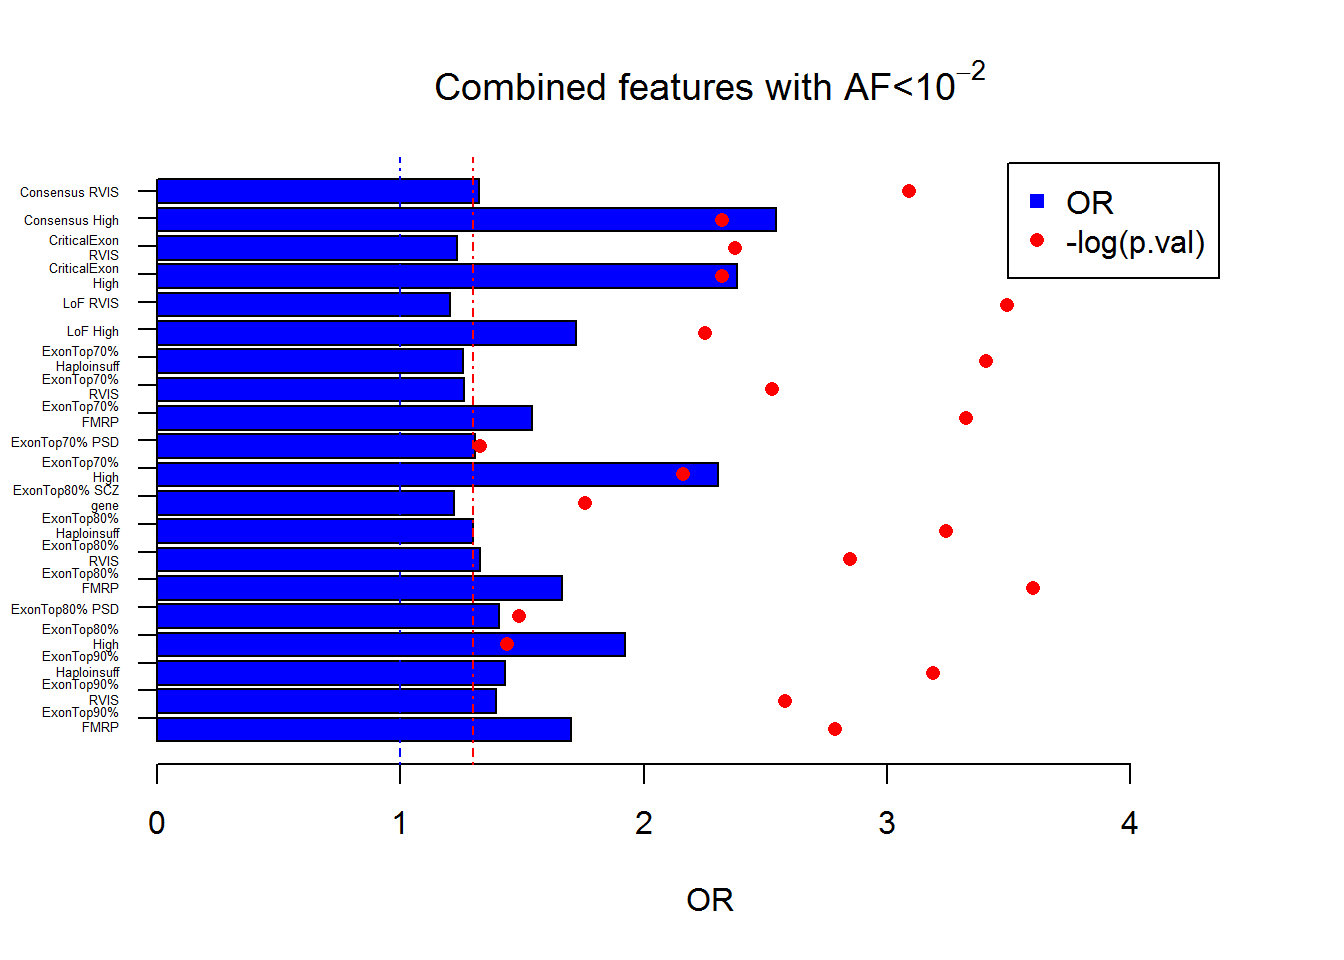 Combined features with AF<10−2
OR
-log(p.val)
Consensus RVIS
Consensus High
CriticalExon
RVIS
CriticalExon
High
LoF RVIS
LoF High
ExonTop70%
Haploinsuff
ExonTop70%
RVIS
ExonTop70%
FMRP
ExonTop70% PSD
ExonTop70%
High
ExonTop80% SCZ
gene
ExonTop80%
Haploinsuff
ExonTop80%
RVIS
ExonTop80%
FMRP
ExonTop80% PSD
ExonTop80%
High
ExonTop90%
Haploinsuff
ExonTop90%
RVIS
ExonTop90%
FMRP
0 1 2 3 4
OR